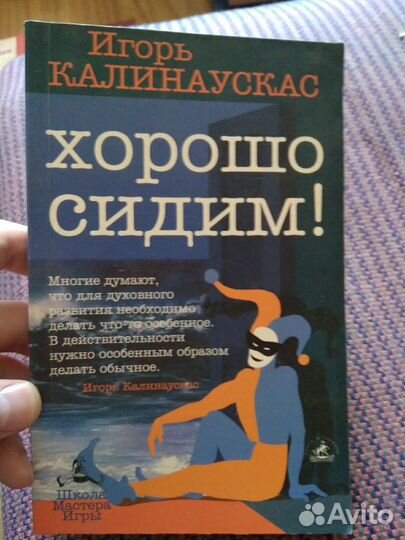 Игорь
КАЛИНАУСКАС
хорошо
сидим!
Многие думают,
что для духовного
развития необходимо
делать что-то особенное.
В действительности
нужно особенным образом
делать обычное.
Игорь Калинаускас
Школа
Мастера
Игры
Avito